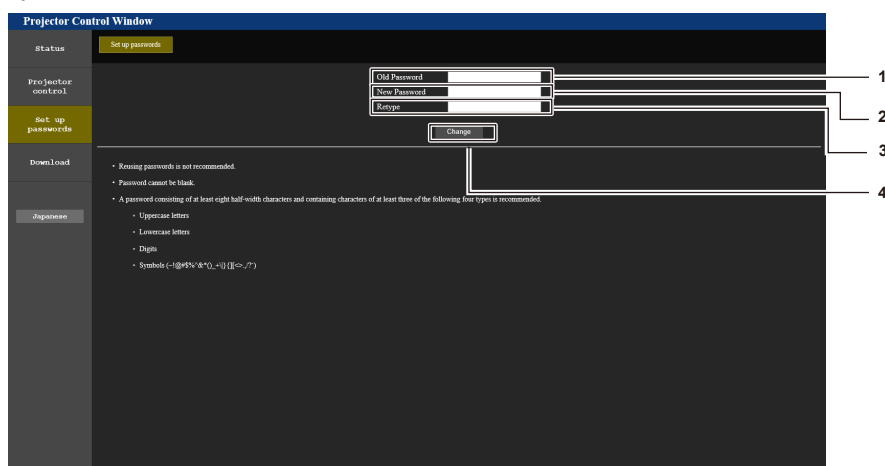 Projector Control Window
Status
Set up passwords
Projector
control
Set up
passwords
Download
Japanese
Old Password
New Password
Retype
Change
1
2
3
4
• Reusing passwords is not recommended.
• Password cannot be blank.
• A password consisting of at least eight half-width characters and containing characters of at least three of the following four types is recommended.
• Uppercase letters
• Lowercase letters
• Digits
• Symbols